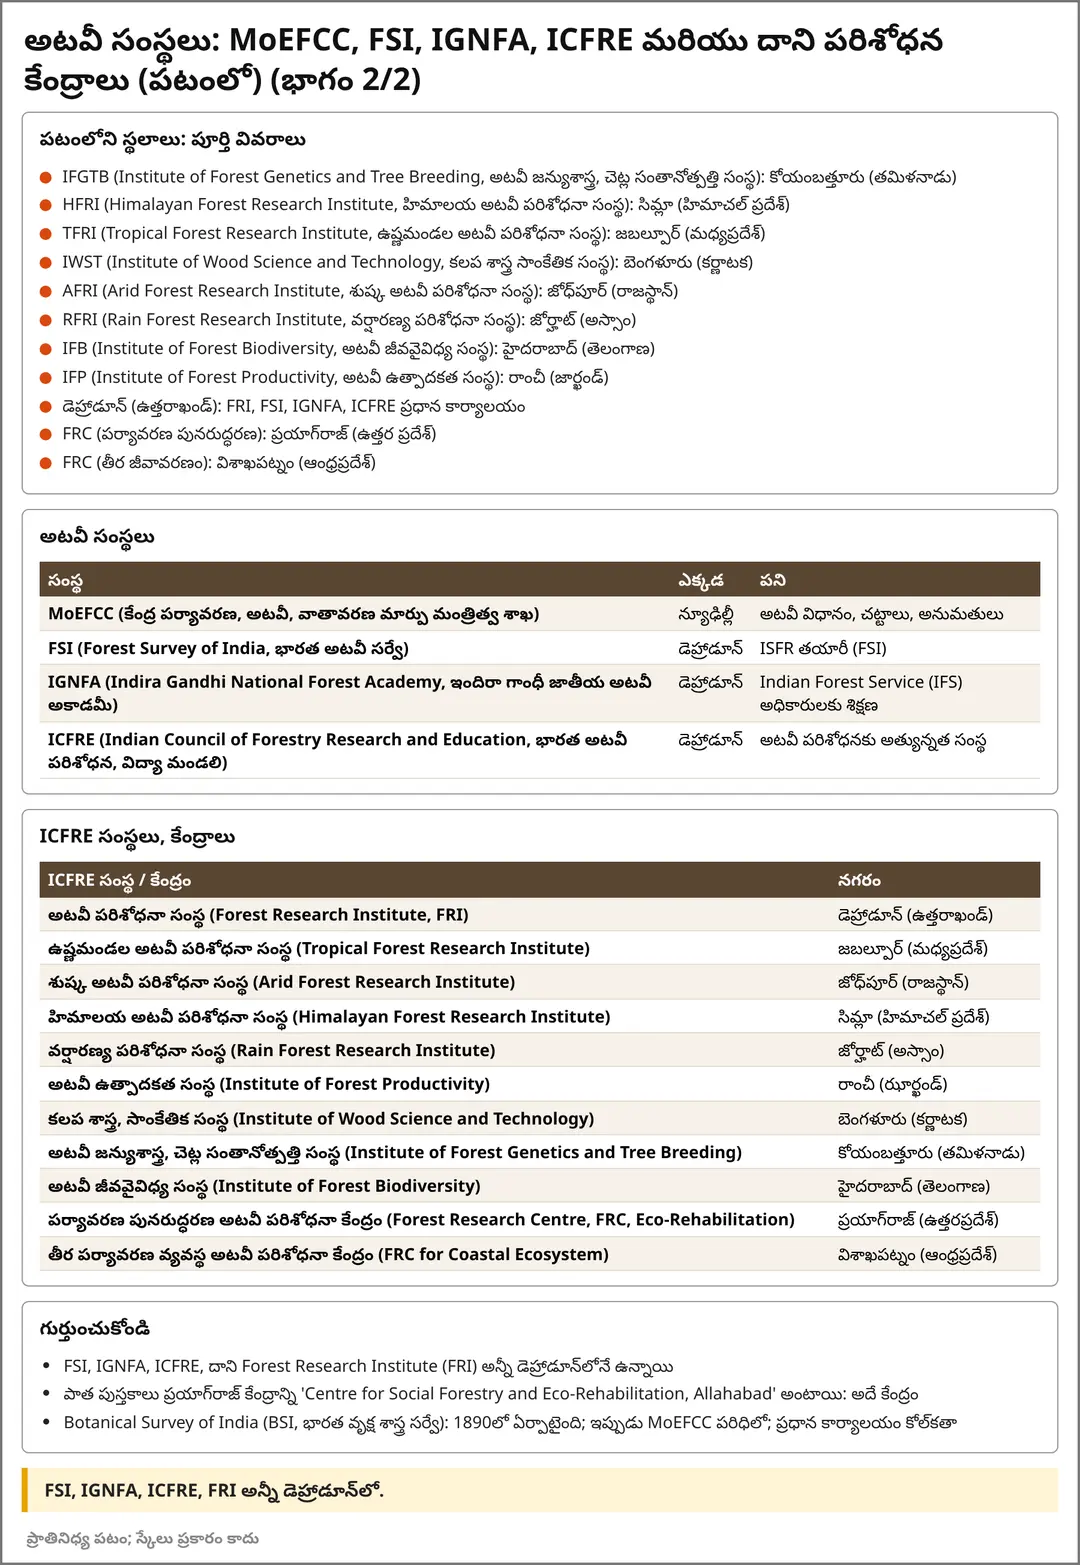 అటవీ సంస్థలు: MoEFCC, FSI, IGNFA, ICFRE మరియు దాని పరిశోధన
కేంద్రాలు (పటంలో) (భాగం 2/2)
పటంలోని స్థలాలు: పూర్తి వివరాలు
IFGTB (Institute of Forest Genetics and Tree Breeding, అటవీ జన్యుశాస్త్ర, చెట్ల సంతానోత్పత్తి సంస్థ): కోయంబత్తూరు (తమిళనాడు)
HFRI (Himalayan Forest Research Institute, హిమాలయ అటవీ పరిశోధనా సంస్థ): సిమ్లా (హిమాచల్ ప్రదేశ్)
TFRI (Tropical Forest Research Institute, ఉష్ణమండల అటవీ పరిశోధనా సంస్థ): జబల్పూర్ (మధ్యప్రదేశ్)
IWST (Institute of Wood Science and Technology, కలప శాస్త్ర సాంకేతిక సంస్థ): బెంగళూరు (కర్ణాటక)
AFRI (Arid Forest Research Institute, శుష్క అటవీ పరిశోధనా సంస్థ): జోధ్‌పూర్ (రాజస్థాన్)
RFRI (Rain Forest Research Institute, వర్షారణ్య పరిశోధనా సంస్థ): జోర్హాట్ (అస్సాం)
IFB (Institute of Forest Biodiversity, అటవీ జీవవైవిధ్య సంస్థ): హైదరాబాద్ (తెలంగాణ)
IFP (Institute of Forest Productivity, అటవీ ఉత్పాదకత సంస్థ): రాంచీ (జార్ఖండ్)
డెహ్రాడూన్ (ఉత్తరాఖండ్): FRI, FSI, IGNFA, ICFRE ప్రధాన కార్యాలయం
FRC (పర్యావరణ పునరుద్ధరణ): ప్రయాగ్‌రాజ్ (ఉత్తర ప్రదేశ్)
FRC (తీర జీవావరణం): విశాఖపట్నం (ఆంధ్రప్రదేశ్)
అటవీ సంస్థలు
సంస్థ ఎక్కడ పని
MoEFCC (కేంద్ర పర్యావరణ, అటవీ, వాతావరణ మార్పు మంత్రిత్వ శాఖ) న్యూఢిల్లీ అటవీ విధానం, చట్టాలు, అనుమతులు
FSI (Forest Survey of India, భారత అటవీ సర్వే) డెహ్రాడూన్ ISFR తయారీ (FSI)
IGNFA (Indira Gandhi National Forest Academy, ఇందిరా గాంధీ జాతీయ అటవీ డెహ్రాడూన్ Indian Forest Service (IFS)
అకాడమీ) అధికారులకు శిక్షణ
ICFRE (Indian Council of Forestry Research and Education, భారత అటవీ డెహ్రాడూన్ అటవీ పరిశోధనకు అత్యున్నత సంస్థ
పరిశోధన, విద్యా మండలి)
ICFRE సంస్థలు, కేంద్రాలు
ICFRE సంస్థ / కేంద్రం నగరం
అటవీ పరిశోధనా సంస్థ (Forest Research Institute, FRI) డెహ్రాడూన్ (ఉత్తరాఖండ్)
ఉష్ణమండల అటవీ పరిశోధనా సంస్థ (Tropical Forest Research Institute) జబల్పూర్ (మధ్యప్రదేశ్)
శుష్క అటవీ పరిశోధనా సంస్థ (Arid Forest Research Institute) జోధ్‌పూర్ (రాజస్థాన్)
హిమాలయ అటవీ పరిశోధనా సంస్థ (Himalayan Forest Research Institute) సిమ్లా (హిమాచల్ ప్రదేశ్)
వర్షారణ్య పరిశోధనా సంస్థ (Rain Forest Research Institute) జోర్హాట్ (అస్సాం)
అటవీ ఉత్పాదకత సంస్థ (Institute of Forest Productivity) రాంచీ (ఝార్ఖండ్)
కలప శాస్త్ర, సాంకేతిక సంస్థ (Institute of Wood Science and Technology) బెంగళూరు (కర్ణాటక)
అటవీ జన్యుశాస్త్ర, చెట్ల సంతానోత్పత్తి సంస్థ (Institute of Forest Genetics and Tree Breeding) కోయంబత్తూరు (తమిళనాడు)
అటవీ జీవవైవిధ్య సంస్థ (Institute of Forest Biodiversity) హైదరాబాద్ (తెలంగాణ)
పర్యావరణ పునరుద్ధరణ అటవీ పరిశోధనా కేంద్రం (Forest Research Centre, FRC, Eco-Rehabilitation) ప్రయాగ్‌రాజ్ (ఉత్తరప్రదేశ్)
తీర పర్యావరణ వ్యవస్థ అటవీ పరిశోధనా కేంద్రం (FRC for Coastal Ecosystem) విశాఖపట్నం (ఆంధ్రప్రదేశ్)
గుర్తుంచుకోండి
FSI, IGNFA, ICFRE, దాని Forest Research Institute (FRI) అన్నీ డెహ్రాడూన్‌లోనే ఉన్నాయి
పాత పుస్తకాలు ప్రయాగ్‌రాజ్ కేంద్రాన్ని 'Centre for Social Forestry and Eco-Rehabilitation, Allahabad' అంటాయి: అదే కేంద్రం
Botanical Survey of India (BSI, భారత వృక్ష శాస్త్ర సర్వే): 1890లో ఏర్పాటైంది; ఇప్పుడు MoEFCC పరిధిలో; ప్రధాన కార్యాలయం కోల్‌కతా
FSI, IGNFA, ICFRE, FRI అన్నీ డెహ్రాడూన్‌లో.
ప్రాతినిధ్య పటం; స్కేలు ప్రకారం కాదు